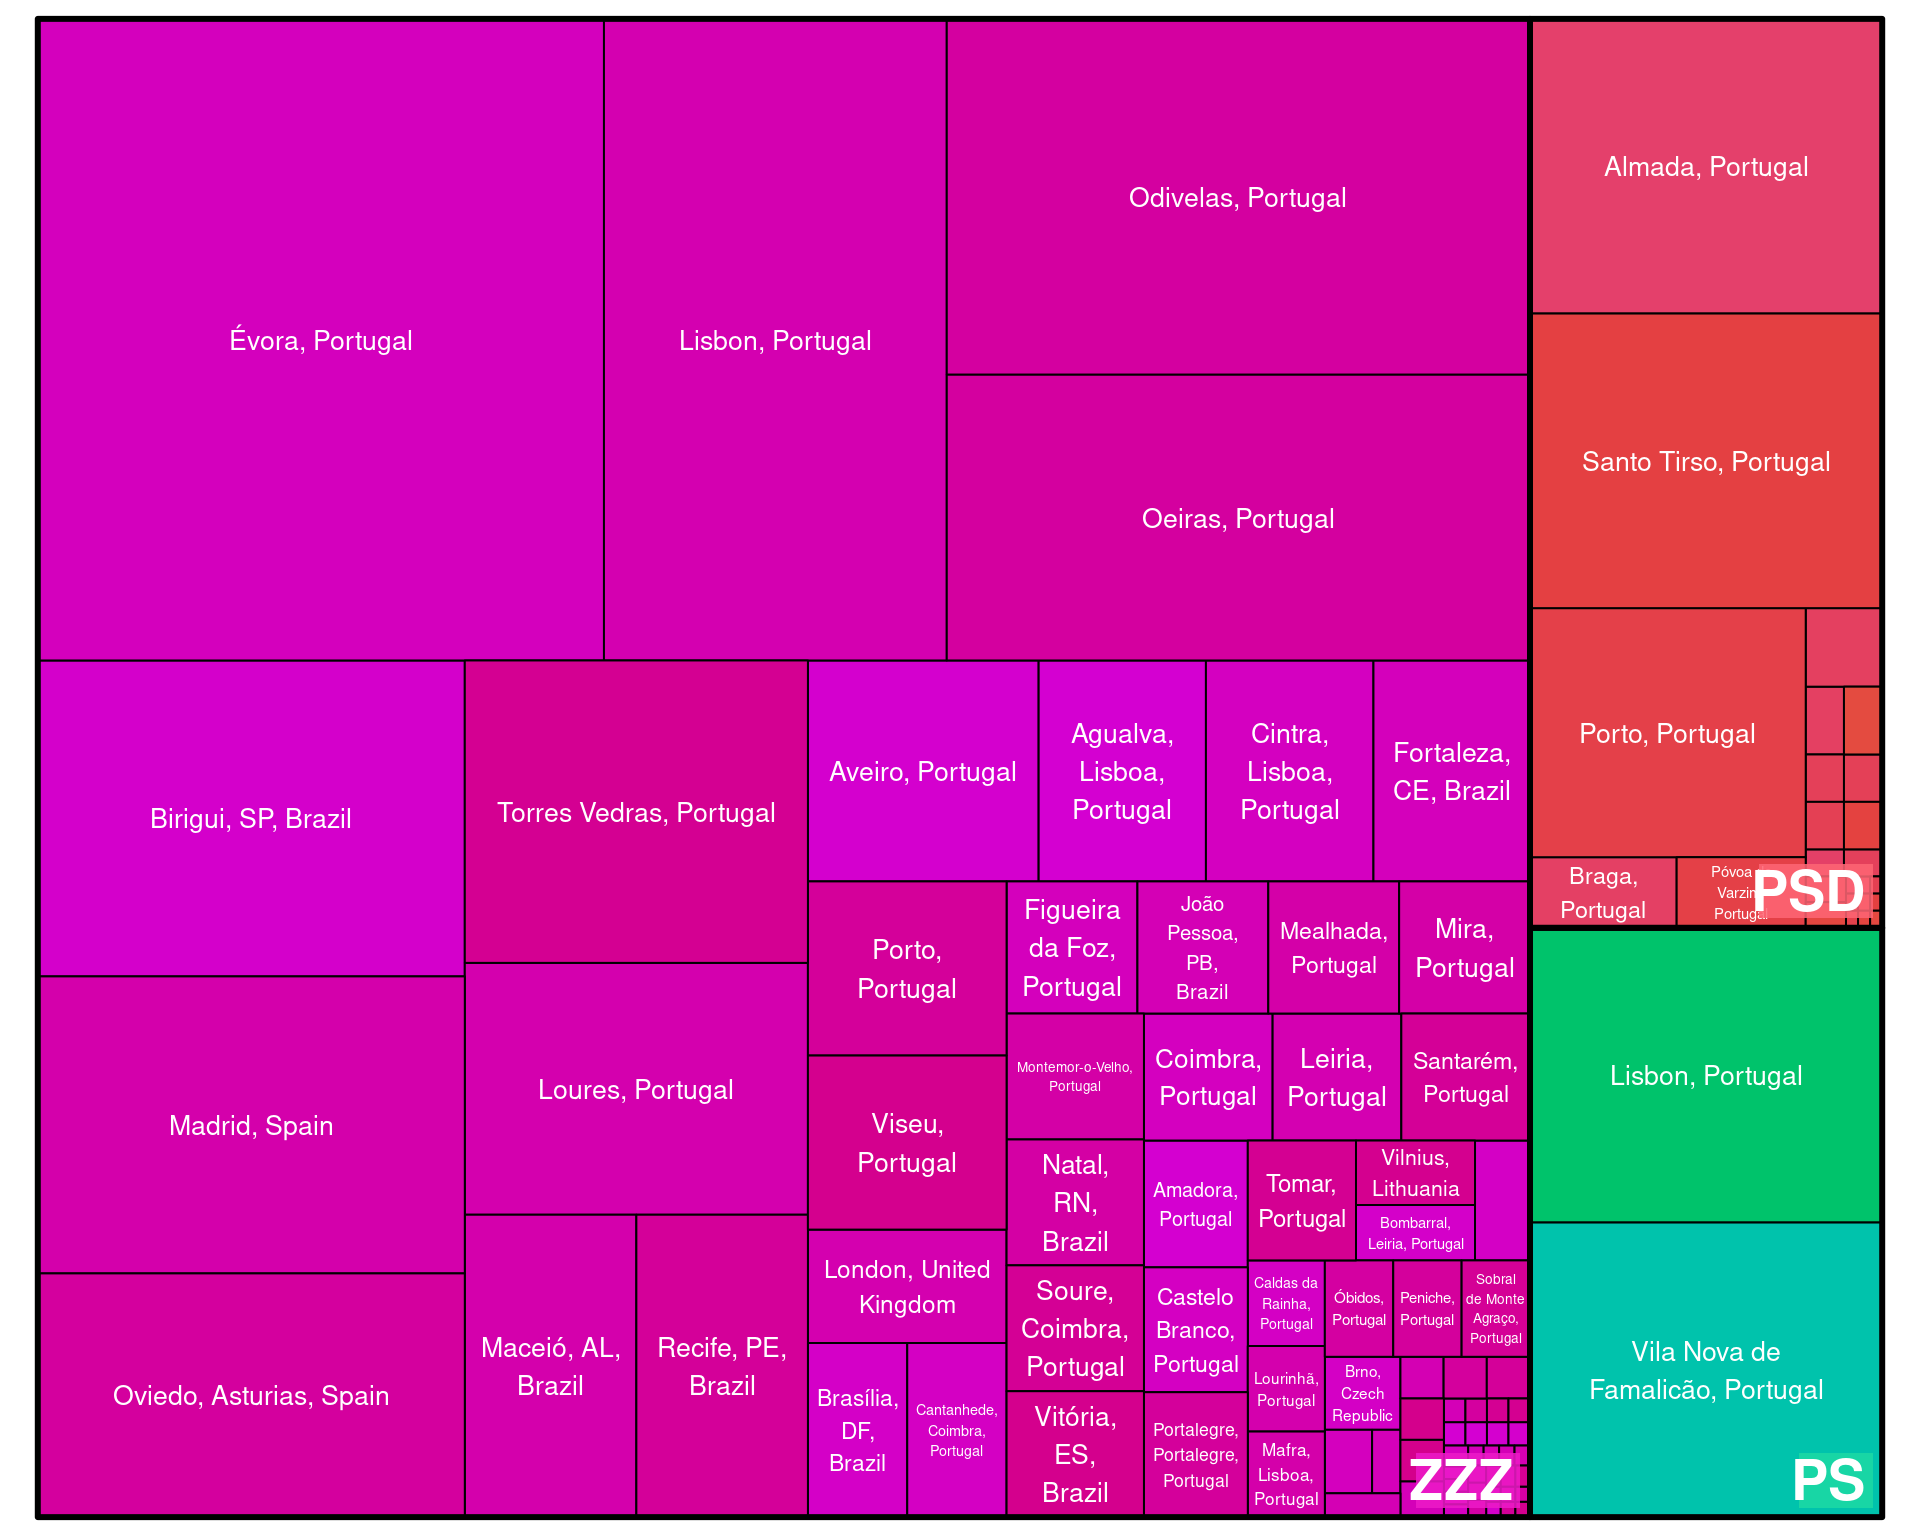 Évora, Portugal
Lisbon, Portugal
Odivelas, Portugal
Oeiras, Portugal
Birigui, SP, Brazil
Madrid, Spain
Oviedo, Asturias, Spain
Torres Vedras, Portugal
Loures, Portugal
Maceió, AL,
Brazil
Recife, PE,
Brazil
Aveiro, Portugal
Agualva,
Lisboa,
Portugal
Cintra,
Lisboa,
Portugal
Fortaleza,
CE, Brazil
Porto,
Portugal
Viseu,
Portugal
London, United
Kingdom
Brasília,
DF,
Brazil
Cantanhede,
Coimbra,
Portugal
Figueira
da Foz,
Portugal
João
Pessoa,
PB,
Brazil
Mealhada,
Portugal
Mira,
Portugal
Montemor-o-Velho,
Portugal
Natal,
RN,
Brazil
Soure,
Coimbra,
Portugal
Vitória,
ES,
Brazil
Coimbra,
Portugal
Leiria,
Portugal
Santarém,
Portugal
Amadora,
Portugal
Castelo
Branco,
Portugal
Portalegre,
Portalegre,
Portugal
Tomar,
Portugal
Vilnius,
Lithuania
Bombarral,
Leiria, Portugal
Caldas da
Rainha,
Portugal
Lourinhã,
Portugal
Mafra,
Lisboa,
Portugal
Óbidos,
Portugal
Peniche,
Portugal
Sobral
de Monte
Agraço,
Portugal
Brno,
Czech
Republic
ZZZ
Almada, Portugal
Santo Tirso, Portugal
Porto, Portugal
Braga,
Portugal
Póvoa
Varzim
Portugal
PSD
Lisbon, Portugal
Vila Nova de
Famalicão, Portugal
PS